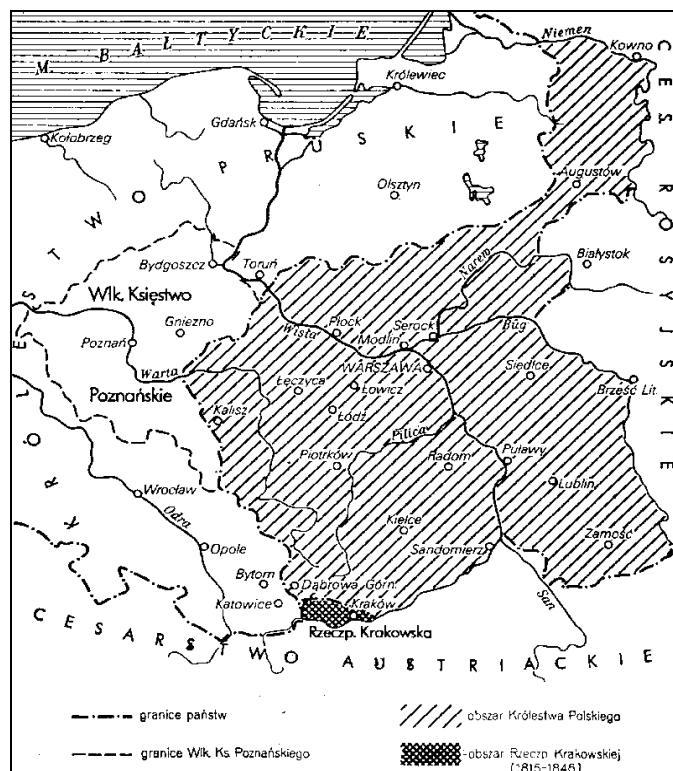 M. BAŁTYCKIE
Niemen
Kowno
Królewiec
Gdańsk
Kołobrzeg
KRÓLESTWO PRUSKIE
CES. ROSYJSKIE
Olsztyn
Augustów
Białystok
Bydgoszcz
Toruń
Narew
Wlk. Księstwo
Poznańskie
Gniezno
Wisła
Płock
Serock
Modlin
Bug
Poznań
Warta
WARSZAWA
Siedlce
Brześć Lit.
Łęczyca
Łowicz
Kalisz
Łódź
Pilica
Piotrków
Radom
Puławy
Wrocław
Lublin
Odra
Kielce
Zamość
Opole
Sandomierz
Bytom
Dąbrowa Górn.
San
Katowice
Kraków
Rzeczp. Krakowska
CESARSTWO AUSTRIACKIE
granice państw
obszar Królestwa Polskiego
granice Wlk. Ks. Poznańskiego
obszar Rzeczp. Krakowskiej
(1815-1846)